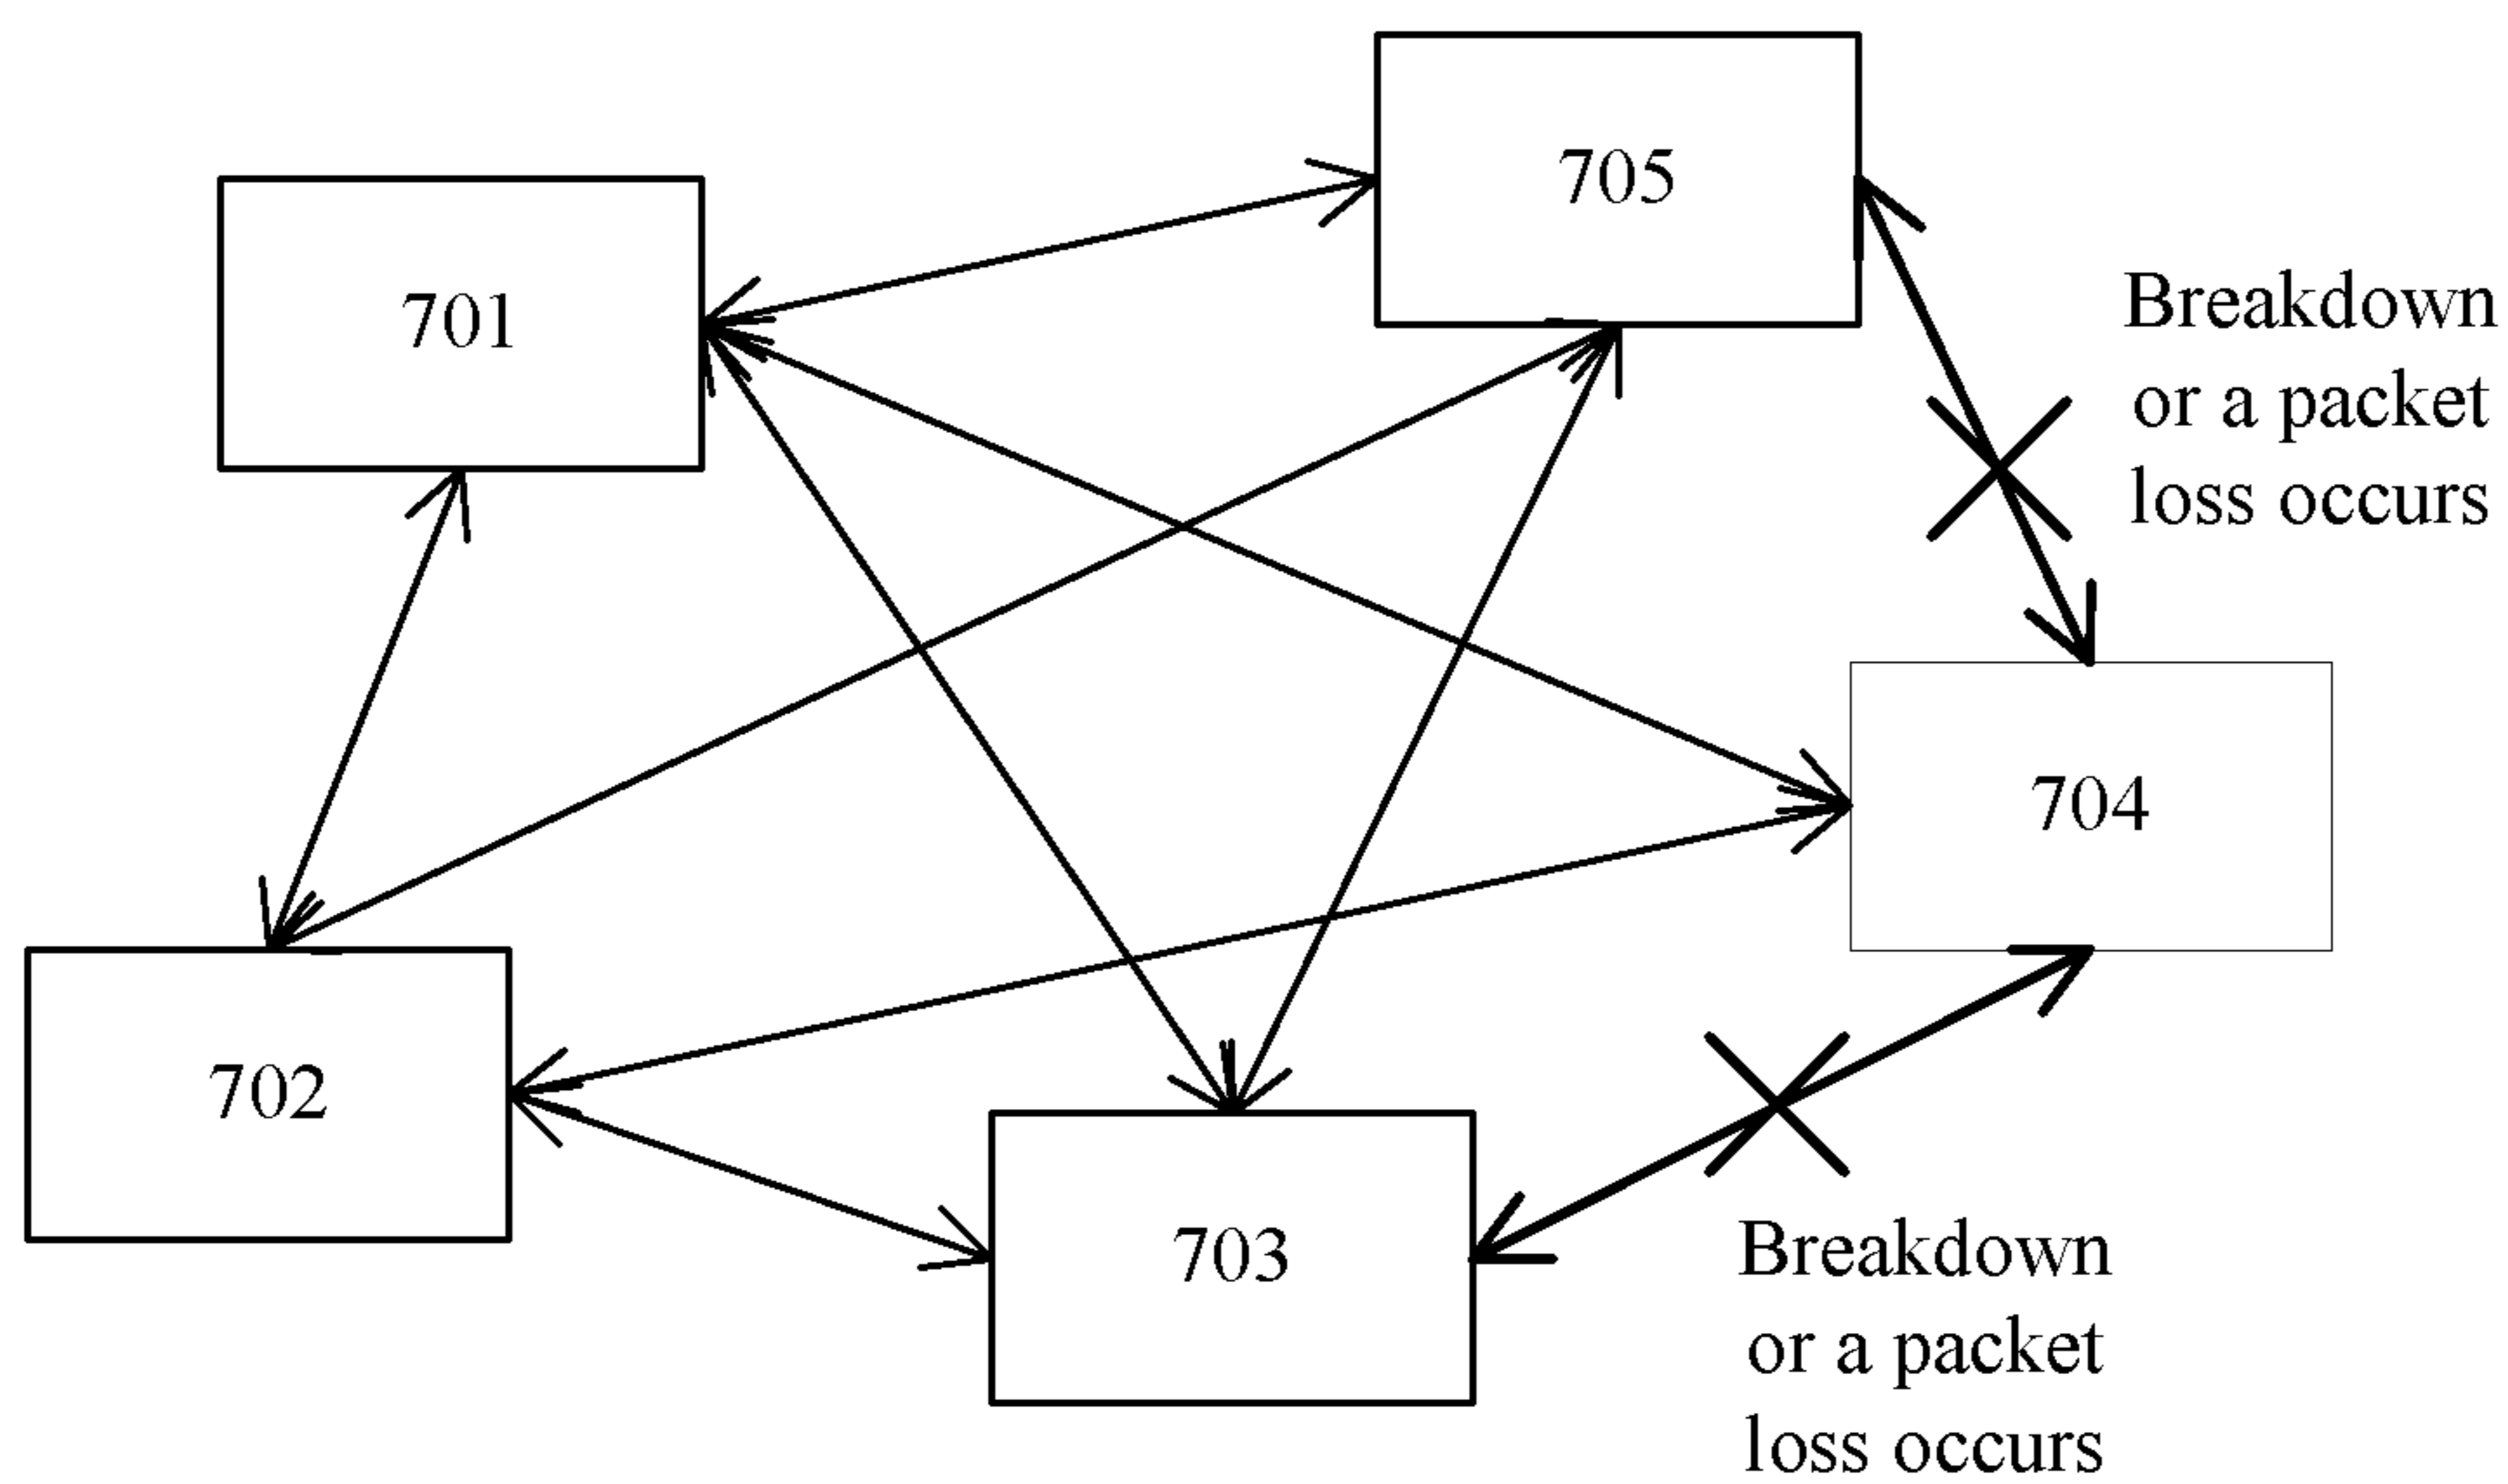 705
701
Breakdown
or a packet
loss occurs
704
702
703
Breakdown
or a packet
loss occurs